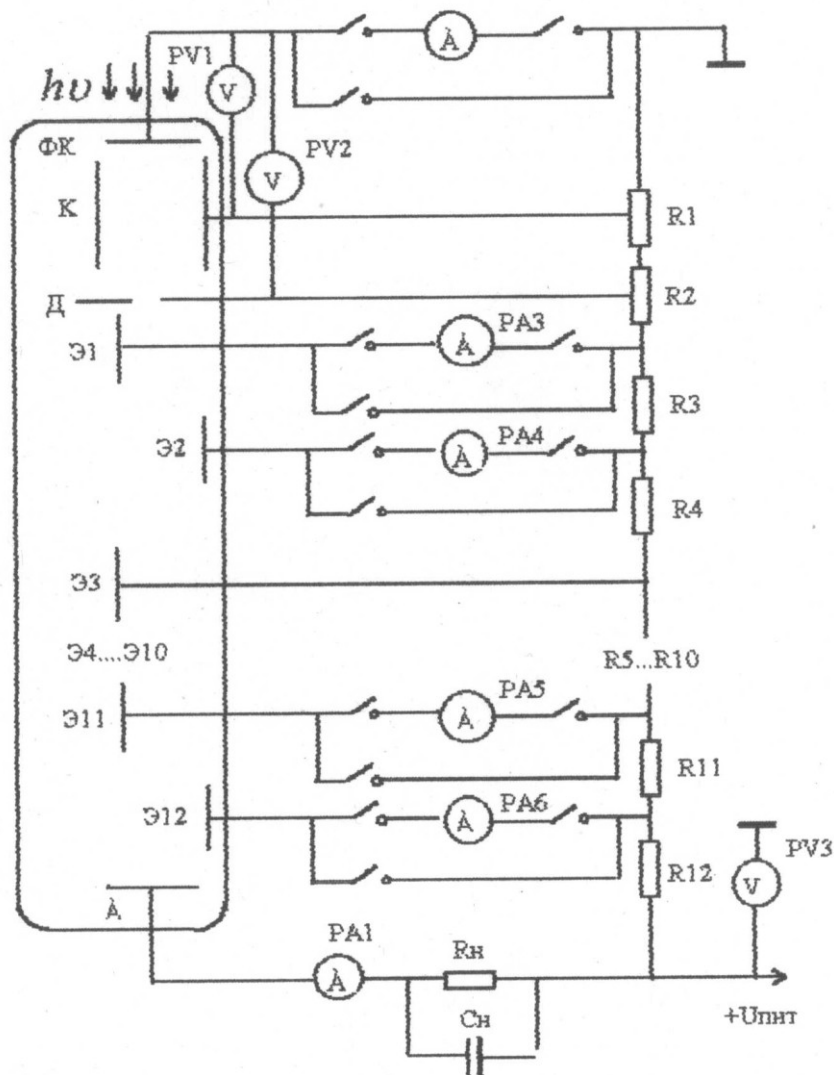 À
PV1
hυ
V
ФК
PV2
V
К
R1
Д
R2
PA3
Э1
À
R3
PA4
Э2
À
R4
Э3
Э4....Э10
R5...R10
PA5
Э11
À
R11
PA6
Э12
À
PV3
R12
V
À
PA1
Rн
À
+Uпит
Cн